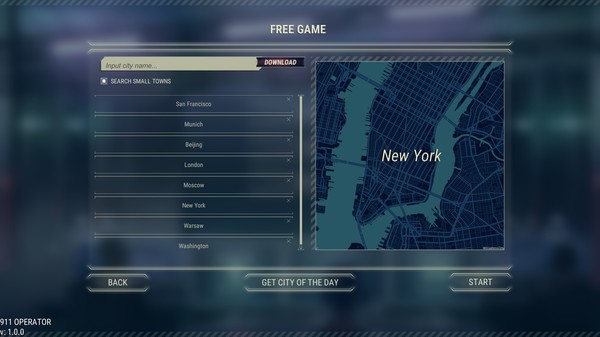 FREE GAME
Input city name...
DOWNLOAD
SEARCH SMALL TOWNS
San Francisco
Munich
Beijing
London
Moscow
New York
Warsaw
Washington
New York
BACK
GET CITY OF THE DAY
START
911 OPERATOR
v: 1.0.0